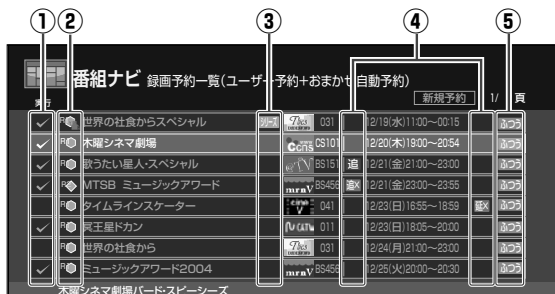 ① ② ③ ④ ⑤
番組ナビ 録画予約一覧(ユーザー予約+おまかせ自動予約)
新規予約 1/ 頁
実行
世界の社食からスペシャル シリーズ 031 12/19(水)11:00~00:15 ふつう
木曜シネマ劇場 CS101 12/20(木)19:00~20:54 ふつう
歌うたい星人・スペシャル BS151 追 12/21(金)21:00~23:00 ふつう
MTSB ミュージックアワード mrnV BS456 追X 12/21(金)23:00~23:55 ふつう
タイムラインスケーター cine V 041 12/23(日)16:55~18:59 延X ふつう
冥王星ドカン 011 12/23(日)18:05~20:00 ふつう
世界の社食から 031 12/24(月)21:00~23:00 ふつう
ミュージックアワード2004 mrnV BS456 12/25(火)20:00~20:30 ふつう
木曜シネマ劇場バード・スピーシーズ